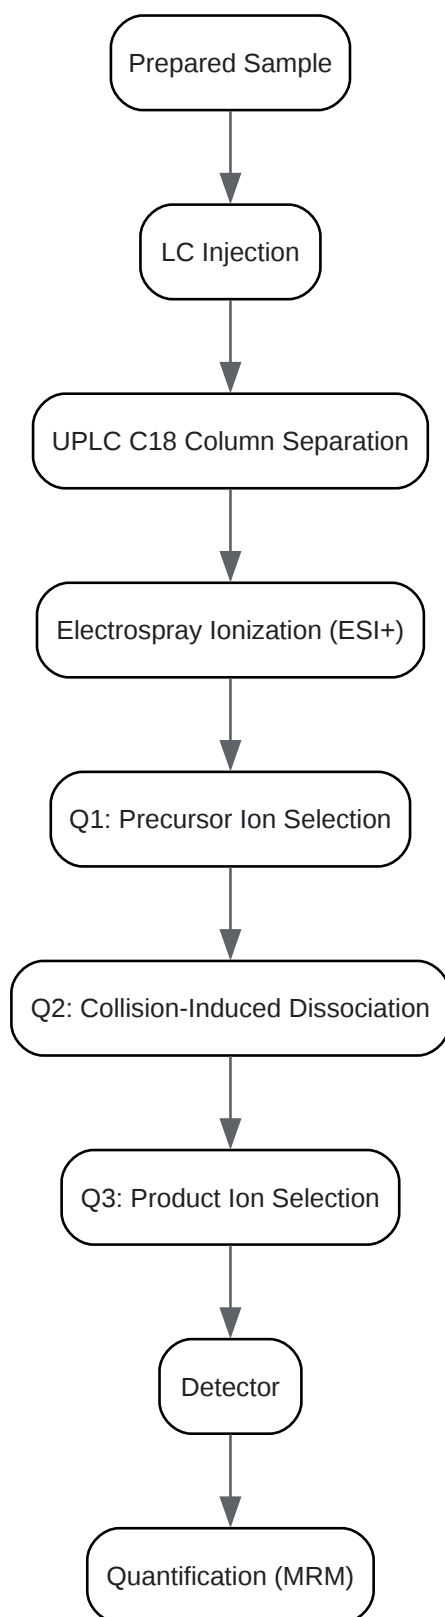 Prepared Sample
LC Injection
UPLC C18 Column Separation
Electrospray Ionization (ESI+)
Q1: Precursor Ion Selection
Q2: Collision-Induced Dissociation
Q3: Product Ion Selection
Detector
Quantification (MRM)